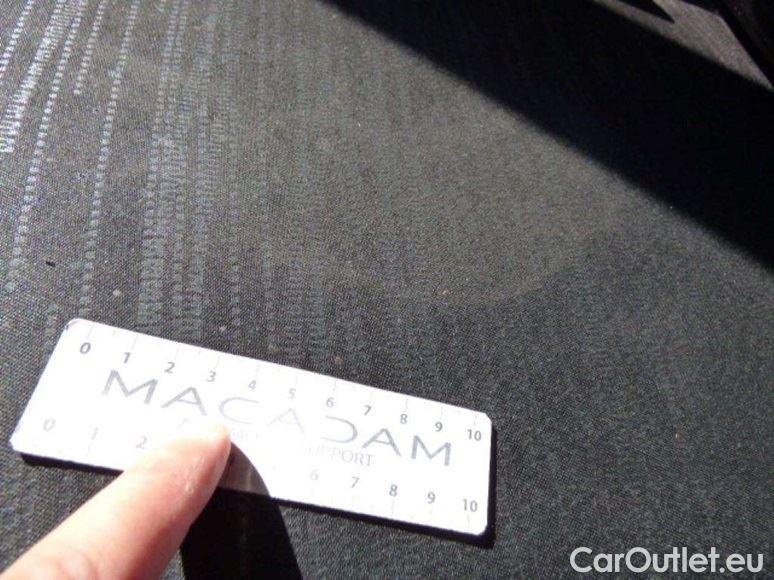 0 1 2 3 4 5 6 7 8 9 10
MACADAM
SUPPORT
0 1 2 6 7 8 9 10
CarOutlet.eu